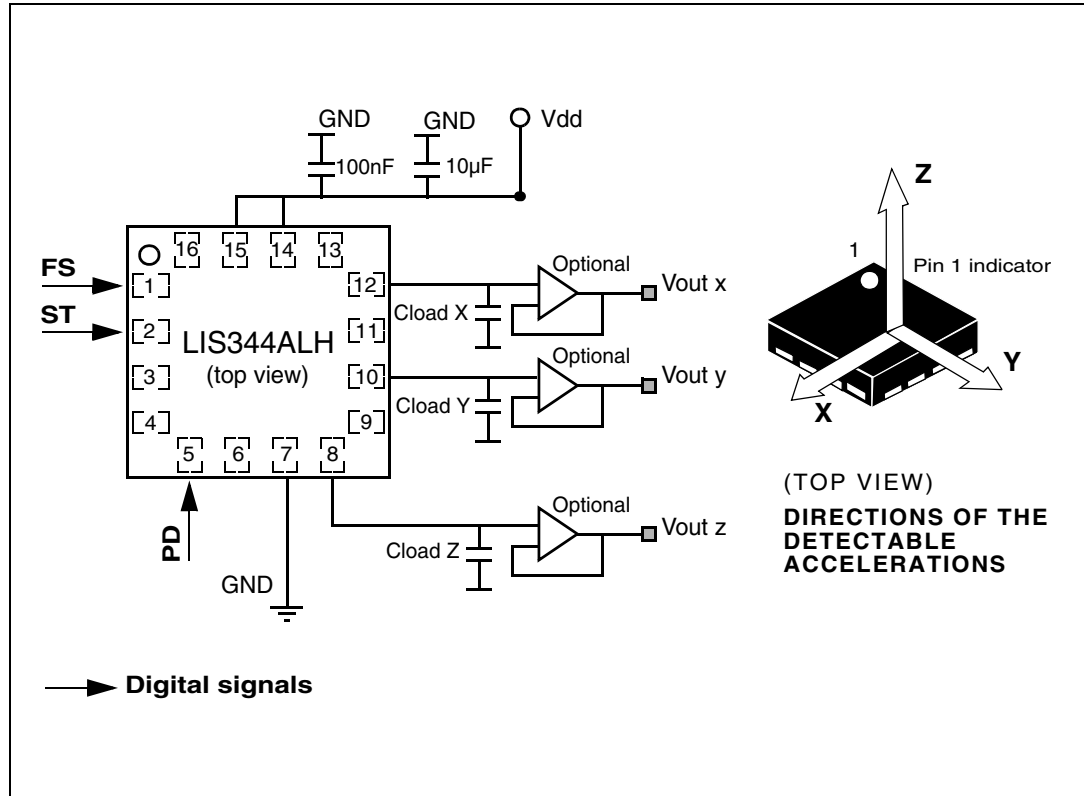 GND
GND
Vdd
100nF
10µF
16
15
14
13
FS
1
12
Optional
Vout x
Cload X
ST
2
11
LIS344ALH
(top view)
3
10
Optional
Vout y
Cload Y
4
9
5
6
7
8
PD
Optional
Vout z
Cload Z
GND
Digital signals
Z
1
Pin 1 indicator
Y
X
(TOP VIEW)
DIRECTIONS OF THE
DETECTABLE
ACCELERATIONS